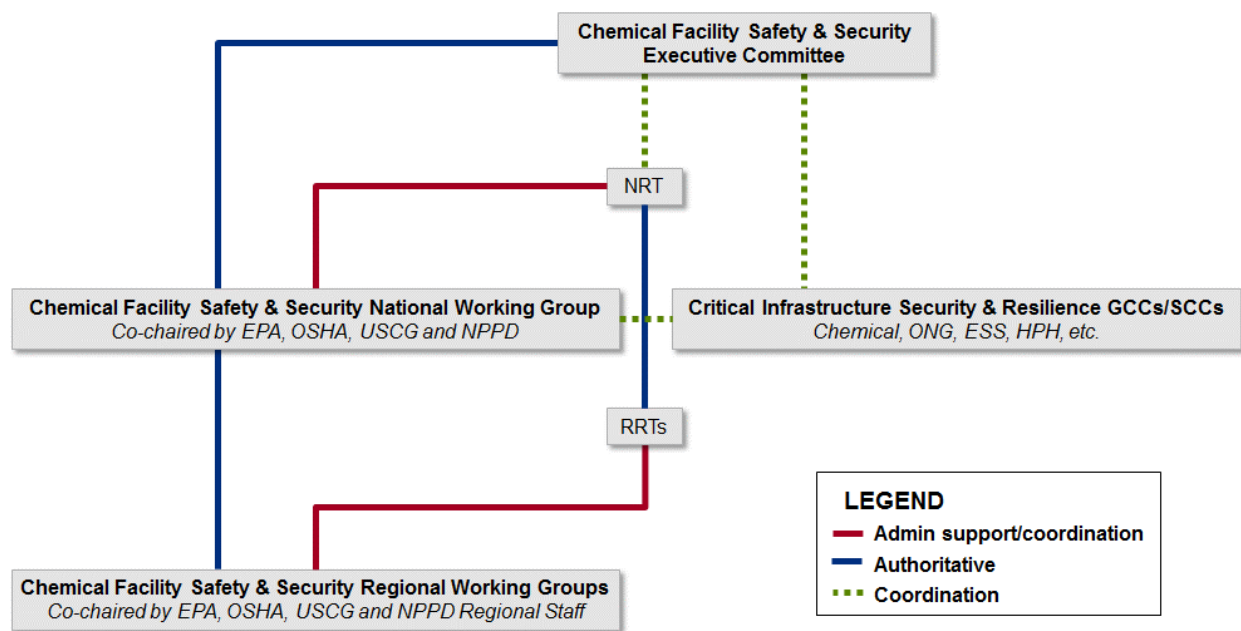 Chemical Facility Safety & Security
Executive Committee
NRT
Chemical Facility Safety & Security National Working Group
Co-chaired by EPA, OSHA, USCG and NPPD
Critical Infrastructure Security & Resilience GCCs/SCCs
Chemical, ONG, ESS, HPH, etc.
RRTs
LEGEND
Admin support/coordination
Authoritative
Coordination
Chemical Facility Safety & Security Regional Working Groups
Co-chaired by EPA, OSHA, USCG and NPPD Regional Staff